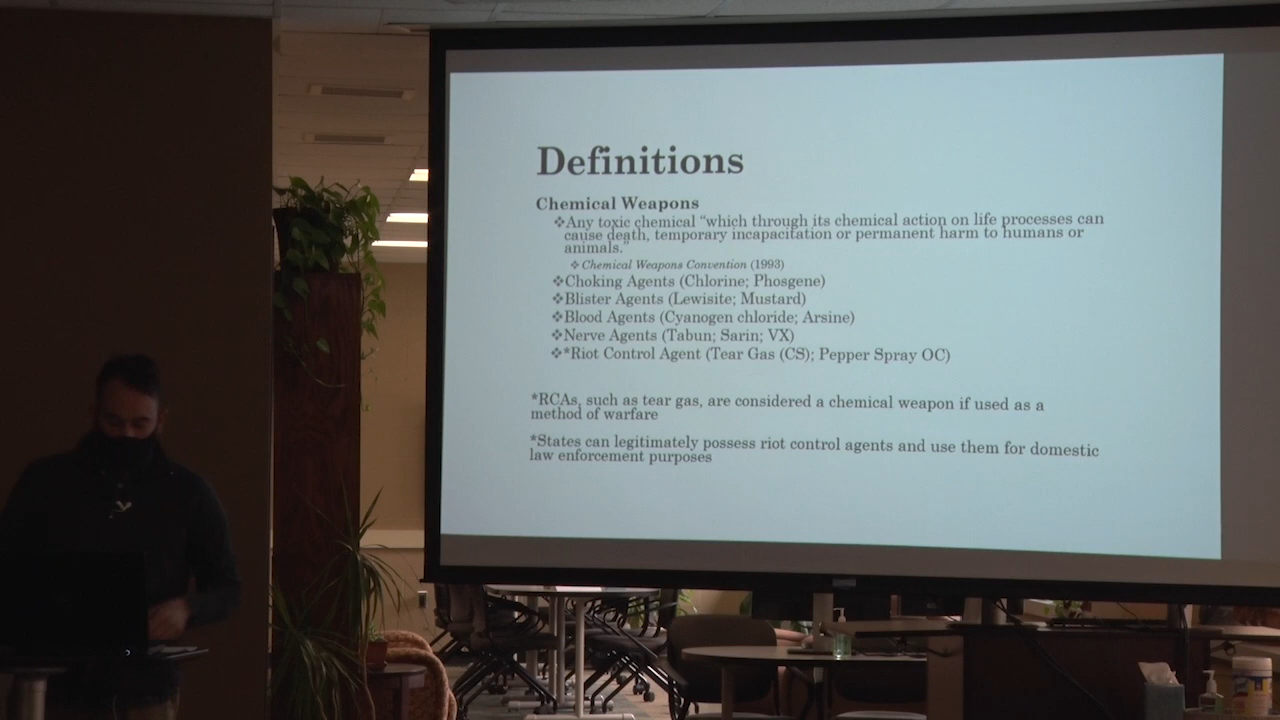 Definitions
Chemical Weapons
❖Any toxic chemical “which through its chemical action on life processes can
cause death, temporary incapacitation or permanent harm to humans or
animals.”
❖Chemical Weapons Convention (1993)
❖Choking Agents (Chlorine; Phosgene)
❖Blister Agents (Lewisite; Mustard)
❖Blood Agents (Cyanogen chloride; Arsine)
❖Nerve Agents (Tabun; Sarin; VX)
❖*Riot Control Agent (Tear Gas (CS); Pepper Spray OC)
*RCAs, such as tear gas, are considered a chemical weapon if used as a
method of warfare
*States can legitimately possess riot control agents and use them for domestic
law enforcement purposes